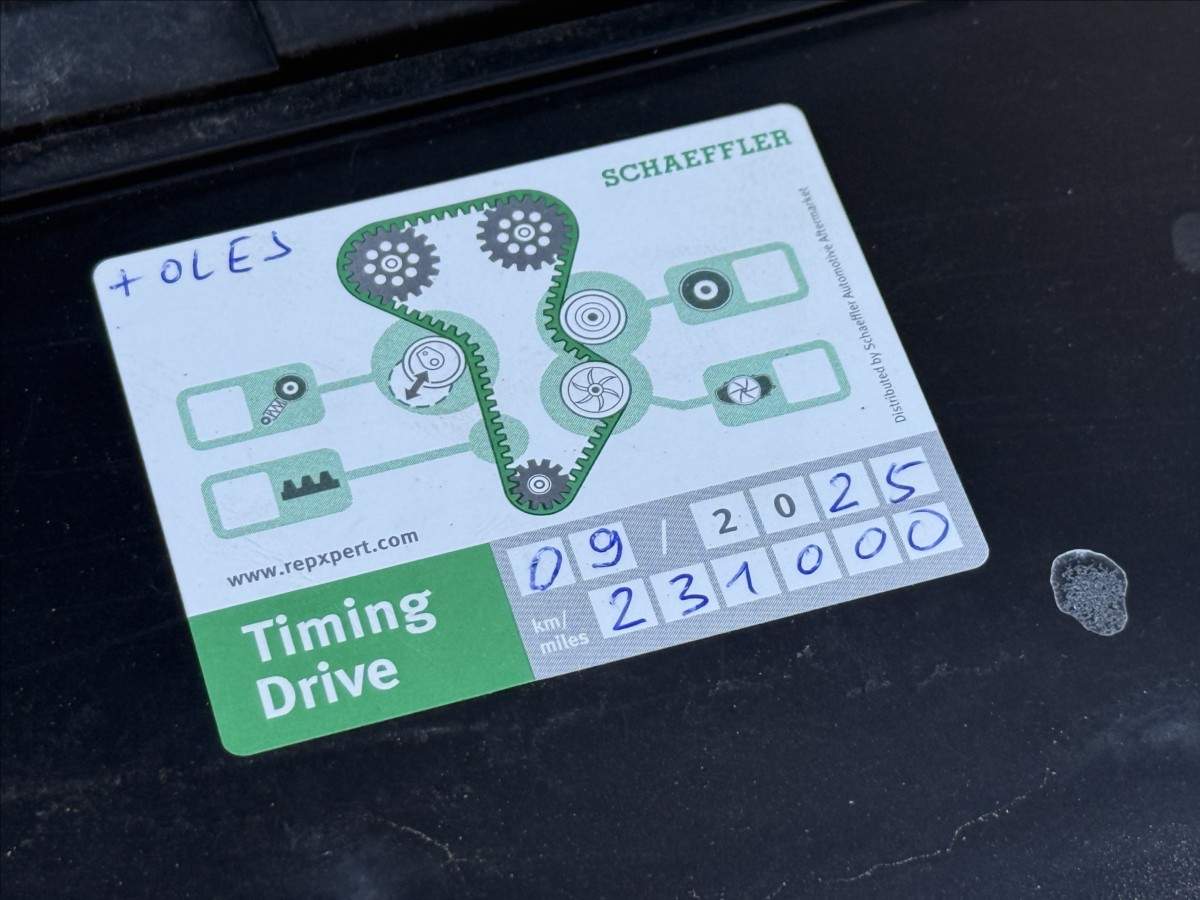 SCHAEFFLER
+ OLES
Distributed by Schaeffler Automotive Aftermarket
www.repxpert.com
09 / 2025
Timing
Drive
km/
miles
231000